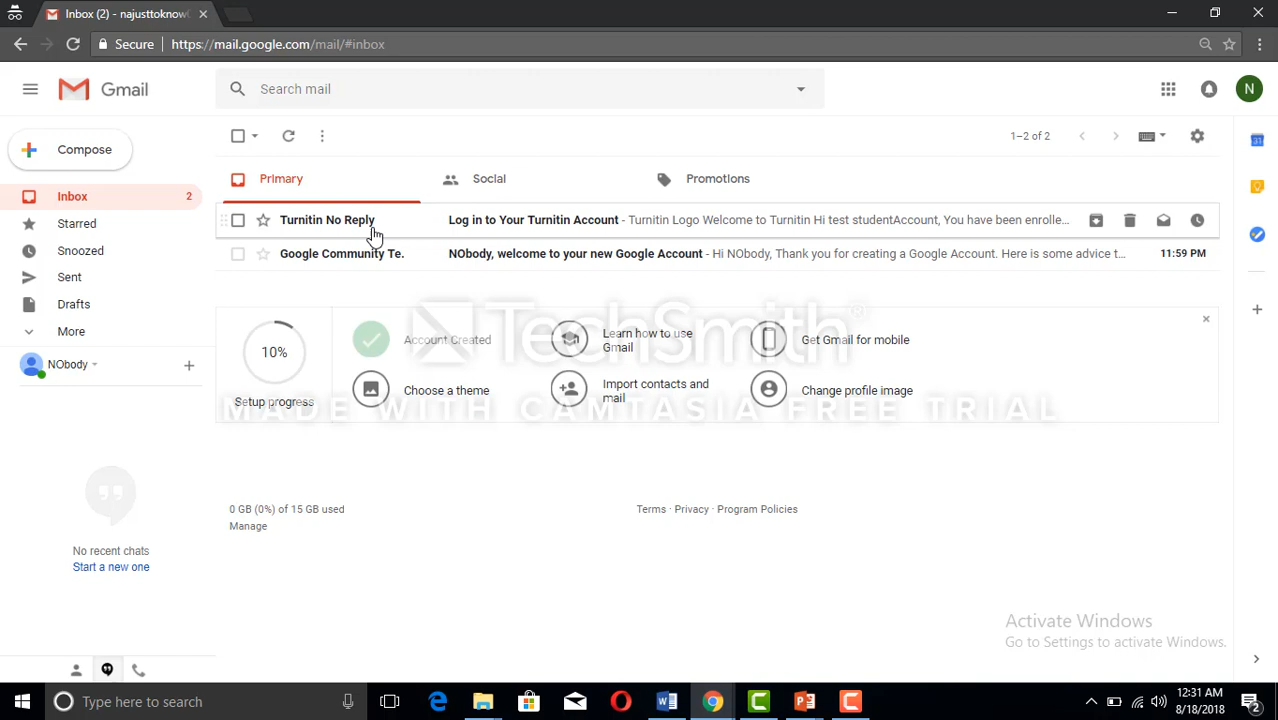 Inbox (2) - najusttoknow
Secure
https://mail.google.com/mail/#inbox
Gmail
Search mail
N
Compose
1–2 of 2
Inbox 2
Primary
Social
Promotions
Starred
Turnitin No Reply Log in to Your Turnitin Account - Turnitin Logo Welcome to Turnitin Hi test studentAccount, You have been enrolle...
Snoozed
Google Community Te. NObody, welcome to your new Google Account - Hi NObody, Thank you for creating a Google Account. Here is some advice t... 11:59 PM
Sent
Drafts
More
TechSmith®
MADE WITH CAMTASIA FREE TRIAL
10%
Setup progress
Account Created
Learn how to use
Gmail
Get Gmail for mobile
Choose a theme
Import contacts and
mail
Change profile image
NObody
0 GB (0%) of 15 GB used
Manage
Terms · Privacy · Program Policies
No recent chats
Start a new one
Activate Windows
Go to Settings to activate Windows.
Type here to search
12:31 AM
8/18/2018
2